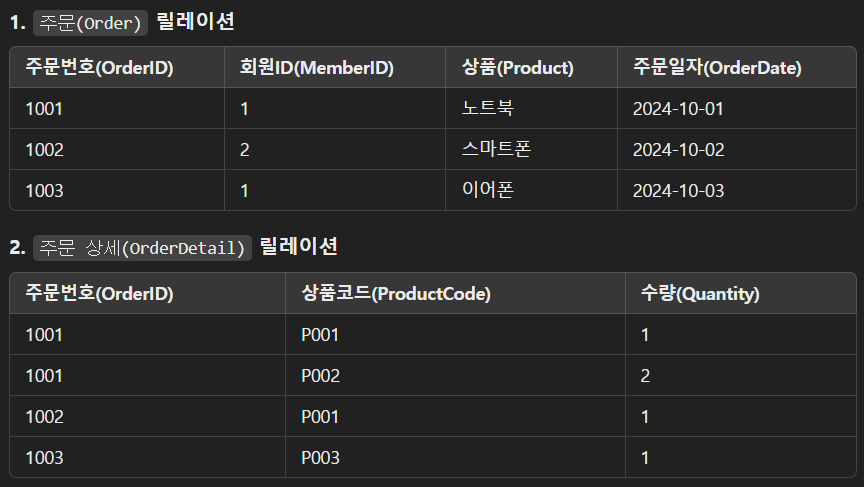 1. 주문(Order) 릴레이션
주문번호(OrderID) 회원ID(MemberID) 상품(Product) 주문일자(OrderDate)
1001 1 노트북 2024-10-01
1002 2 스마트폰 2024-10-02
1003 1 이어폰 2024-10-03
2. 주문 상세(OrderDetail) 릴레이션
주문번호(OrderID) 상품코드(ProductCode) 수량(Quantity)
1001 P001 1
1001 P002 2
1002 P001 1
1003 P003 1